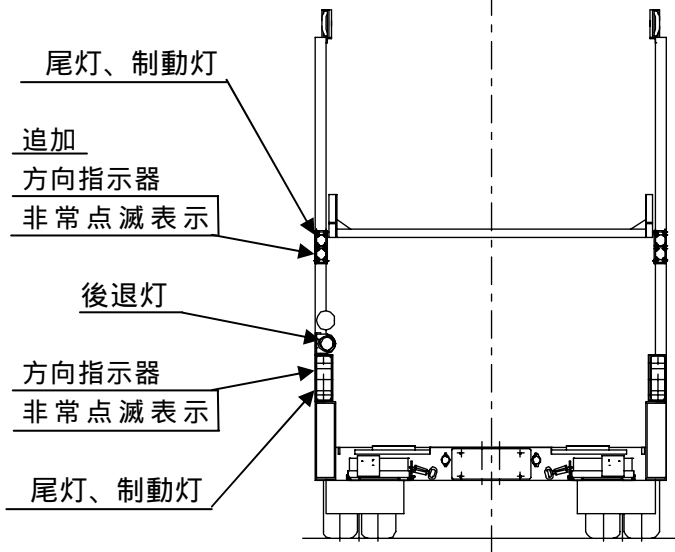 尾灯、制動灯
追加
方向指示器
非常点滅表示
後退灯
方向指示器
非常点滅表示
尾灯、制動灯